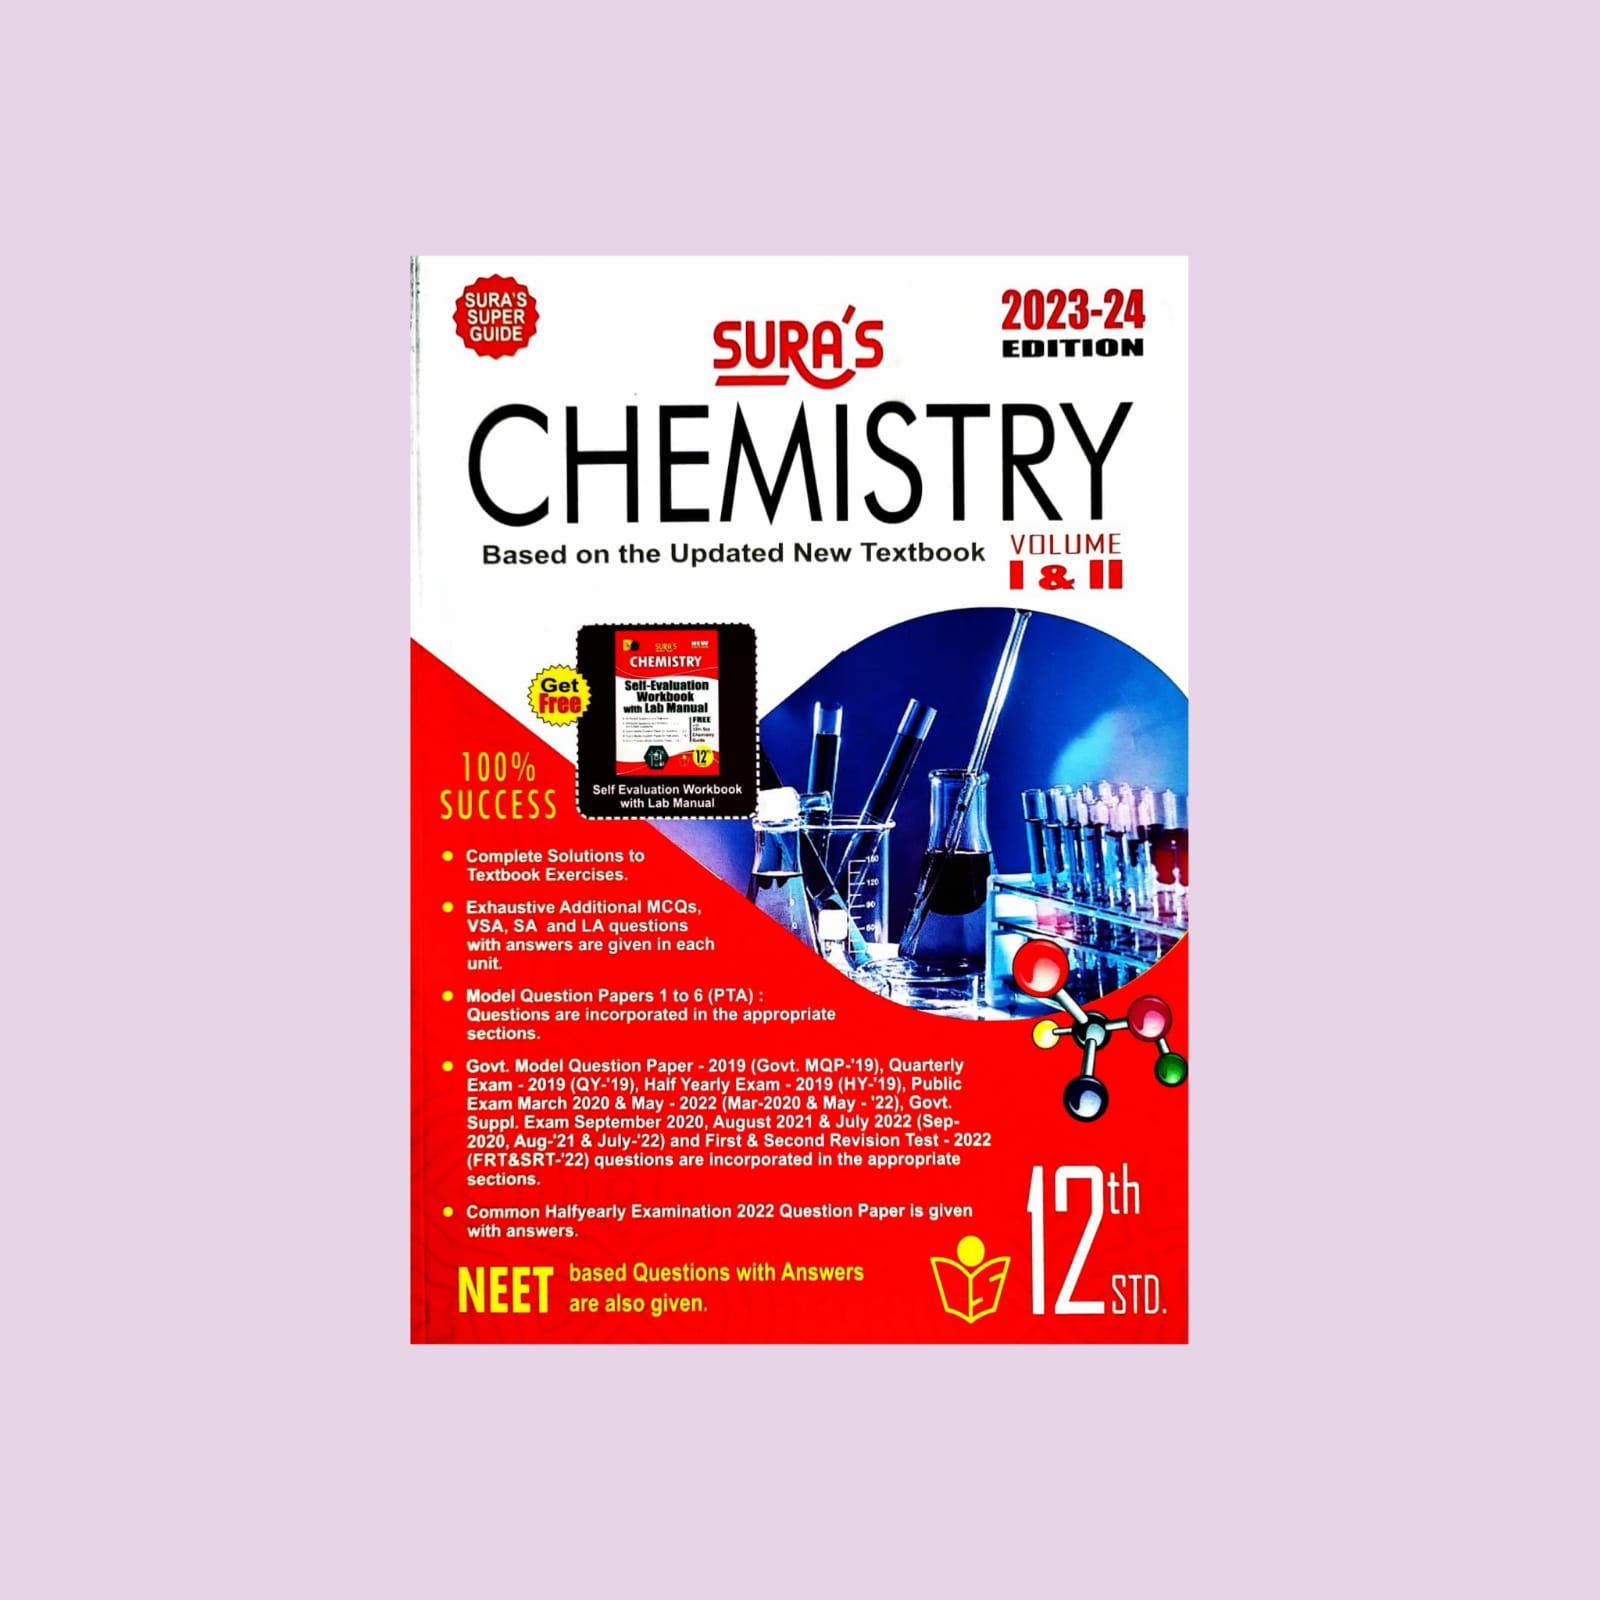 SURA'S
SUPER
GUIDE
SURA'S
2023-24
EDITION
CHEMISTRY
Based on the Updated New Textbook
VOLUME
I & II
Get
Free
SURA'S
NEW
CHEMISTRY
Self-Evaluation
Workbook
with Lab Manual
FREE
12th
Self Evaluation Workbook
with Lab Manual
100%
SUCCESS
Complete Solutions to
Textbook Exercises.
Exhaustive Additional MCQs,
VSA, SA and LA questions
with answers are given in each
unit.
Model Question Papers 1 to 6 (PTA) :
Questions are incorporated in the appropriate
sections.
Govt. Model Question Paper - 2019 (Govt. MQP-'19), Quarterly
Exam - 2019 (QY-'19), Half Yearly Exam - 2019 (HY-'19), Public
Exam March 2020 & May - 2022 (Mar-2020 & May - '22), Govt.
Suppl. Exam September 2020, August 2021 & July 2022 (Sep-
2020, Aug-'21 & July-'22) and First & Second Revision Test - 2022
(FRT&SRT-'22) questions are incorporated in the appropriate
sections.
Common Halfyearly Examination 2022 Question Paper is given
with answers.
NEET based Questions with Answers
are also given.
12th
STD.